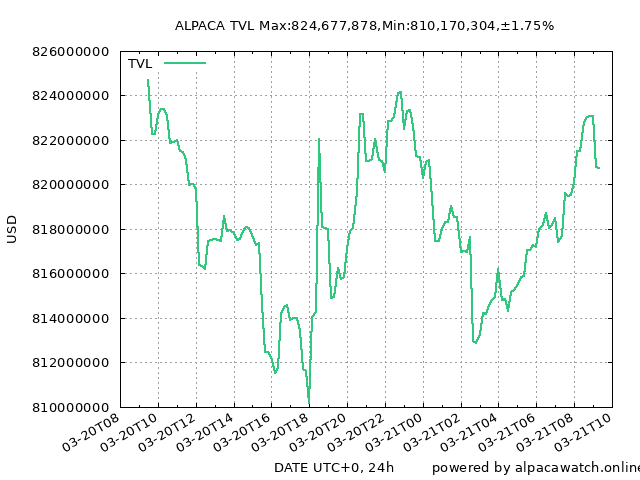 ALPACA TVL Max:824,677,878,Min:810,170,304,±1.75%
826000000
TVL
824000000
822000000
820000000
818000000
816000000
814000000
812000000
810000000
USD
03-20T08
03-20T10
03-20T12
03-20T14
03-20T16
03-20T18
03-20T20
03-20T22
03-21T00
03-21T02
03-21T04
03-21T06
03-21T08
03-21T10
DATE UTC+0, 24h
powered by alpacawatch.online